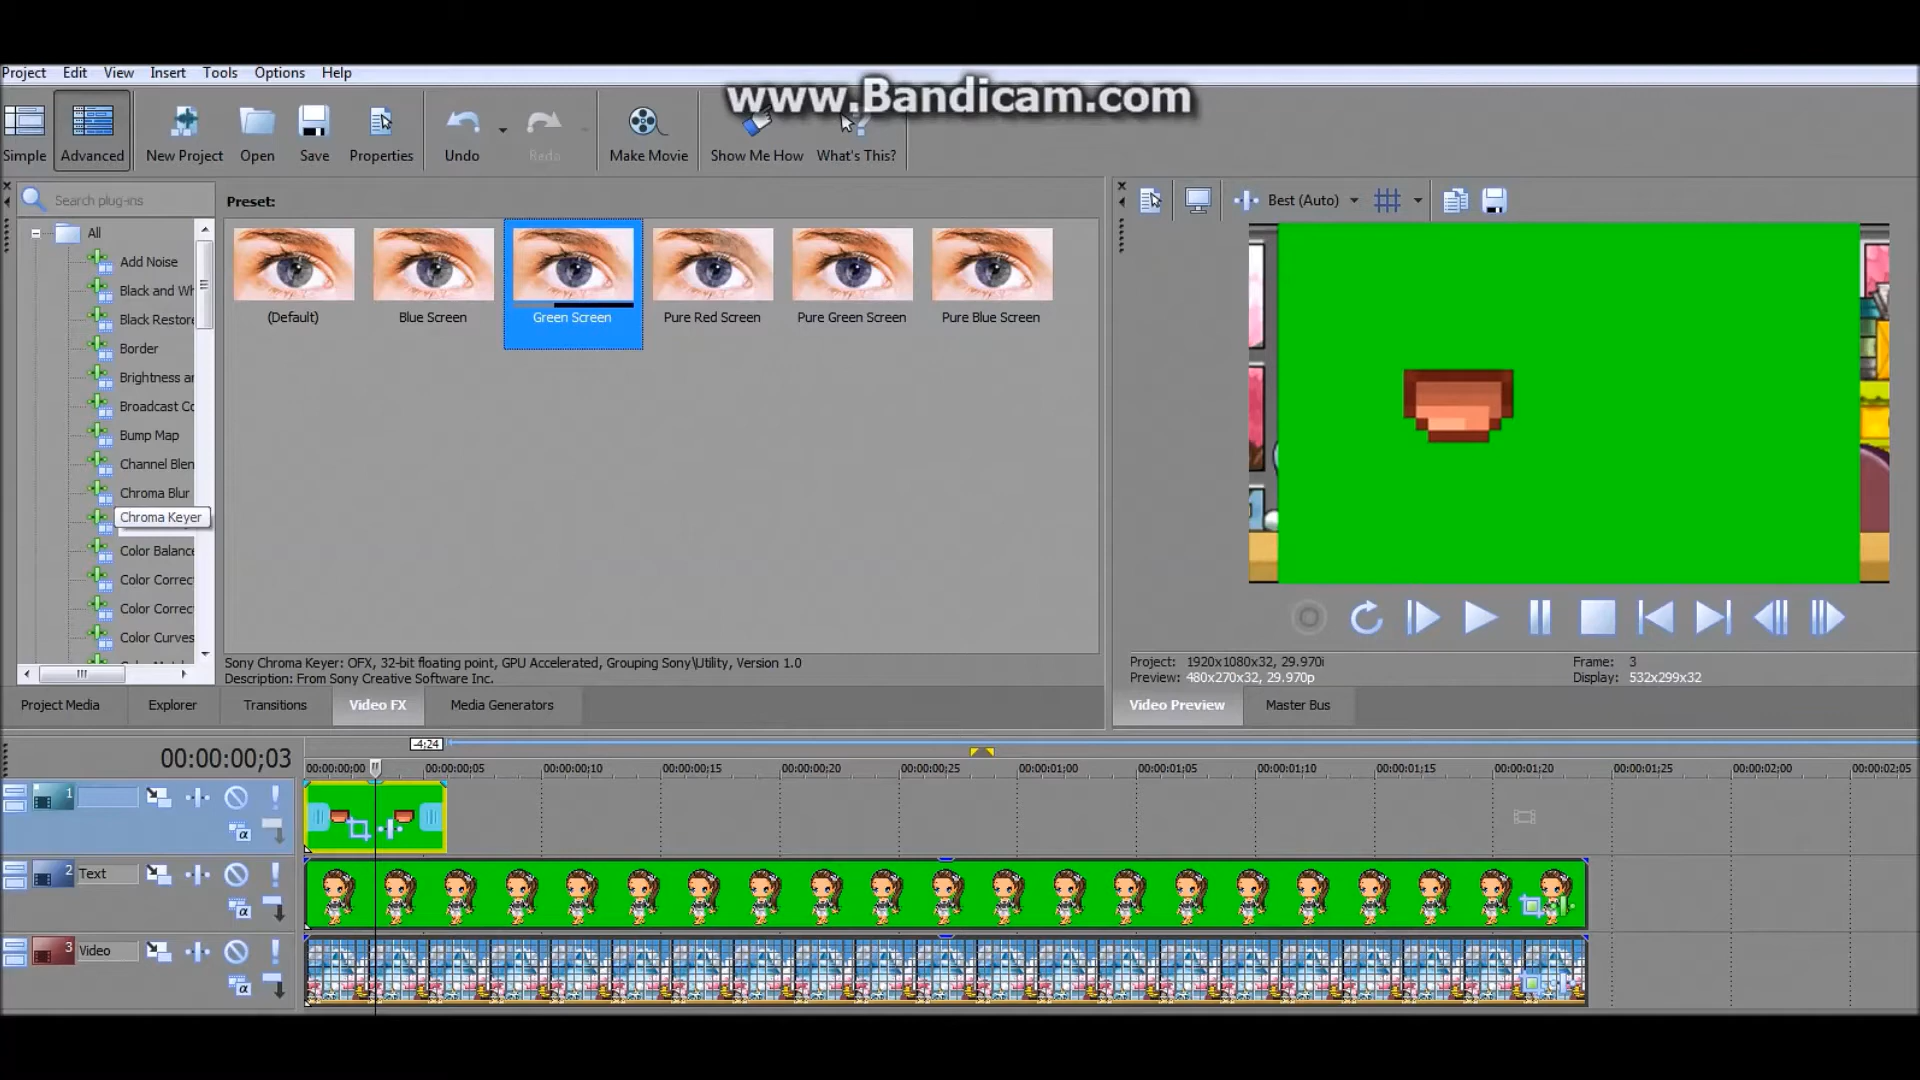 Project Edit View Insert Tools Options Help
www.Bandicam.com
Simple Advanced New Project Open Save Properties Undo Redo Make Movie Show Me How What's This?
Search plug-ins
Preset:
Best (Auto)
All
Add Noise
Black and Wh
Black Restore
Border
Brightness an
Broadcast Co
Bump Map
Channel Blen
Chroma Blur
Chroma Keyer
Color Balance
Color Correc
Color Correc
Color Curves
(Default) Blue Screen Green Screen Pure Red Screen Pure Green Screen Pure Blue Screen
Sony Chroma Keyer: OFX, 32-bit floating point, GPU Accelerated, Grouping Sony\Utility, Version 1.0
Description: From Sony Creative Software Inc.
Project: 1920x1080x32, 29.970i
Preview: 480x270x32, 29.970p
Frame: 3
Display: 532x299x32
Project Media Explorer Transitions Video FX Media Generators
Video Preview Master Bus
00:00:00;03
-4:24
00:00:00;00 00:00:00;05 00:00:00;10 00:00:00;15 00:00:00;20 00:00:00;25 00:00:01;00 00:00:01;05 00:00:01;10 00:00:01;15 00:00:01;20 00:00:01;25 00:00:02;00 00:00:02;05
1
2 Text
3 Video